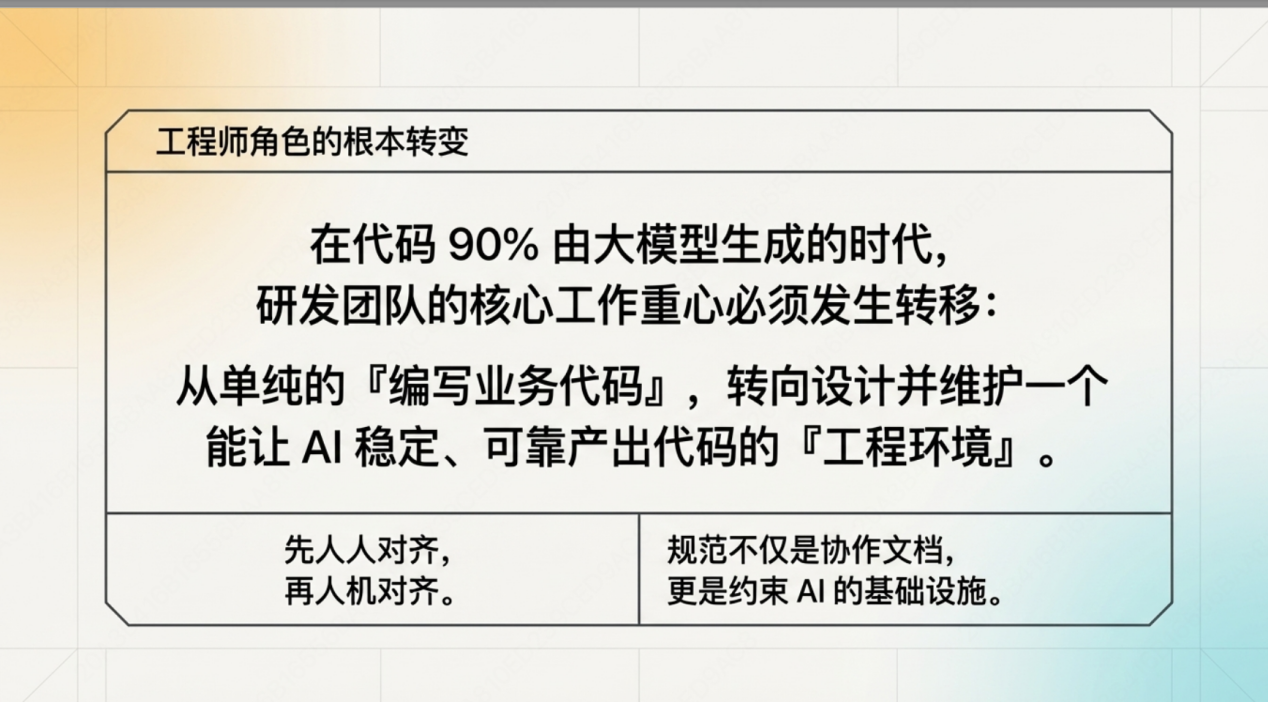 工程师角色的根本转变
在代码 90% 由大模型生成的时代，
研发团队的核心工作重心必须发生转移：
从单纯的『编写业务代码』，转向设计并维护一个
能让 AI 稳定、可靠产出代码的『工程环境』。
先人人对齐，
再人机对齐。
规范不仅是协作文档，
更是约束 AI 的基础设施。